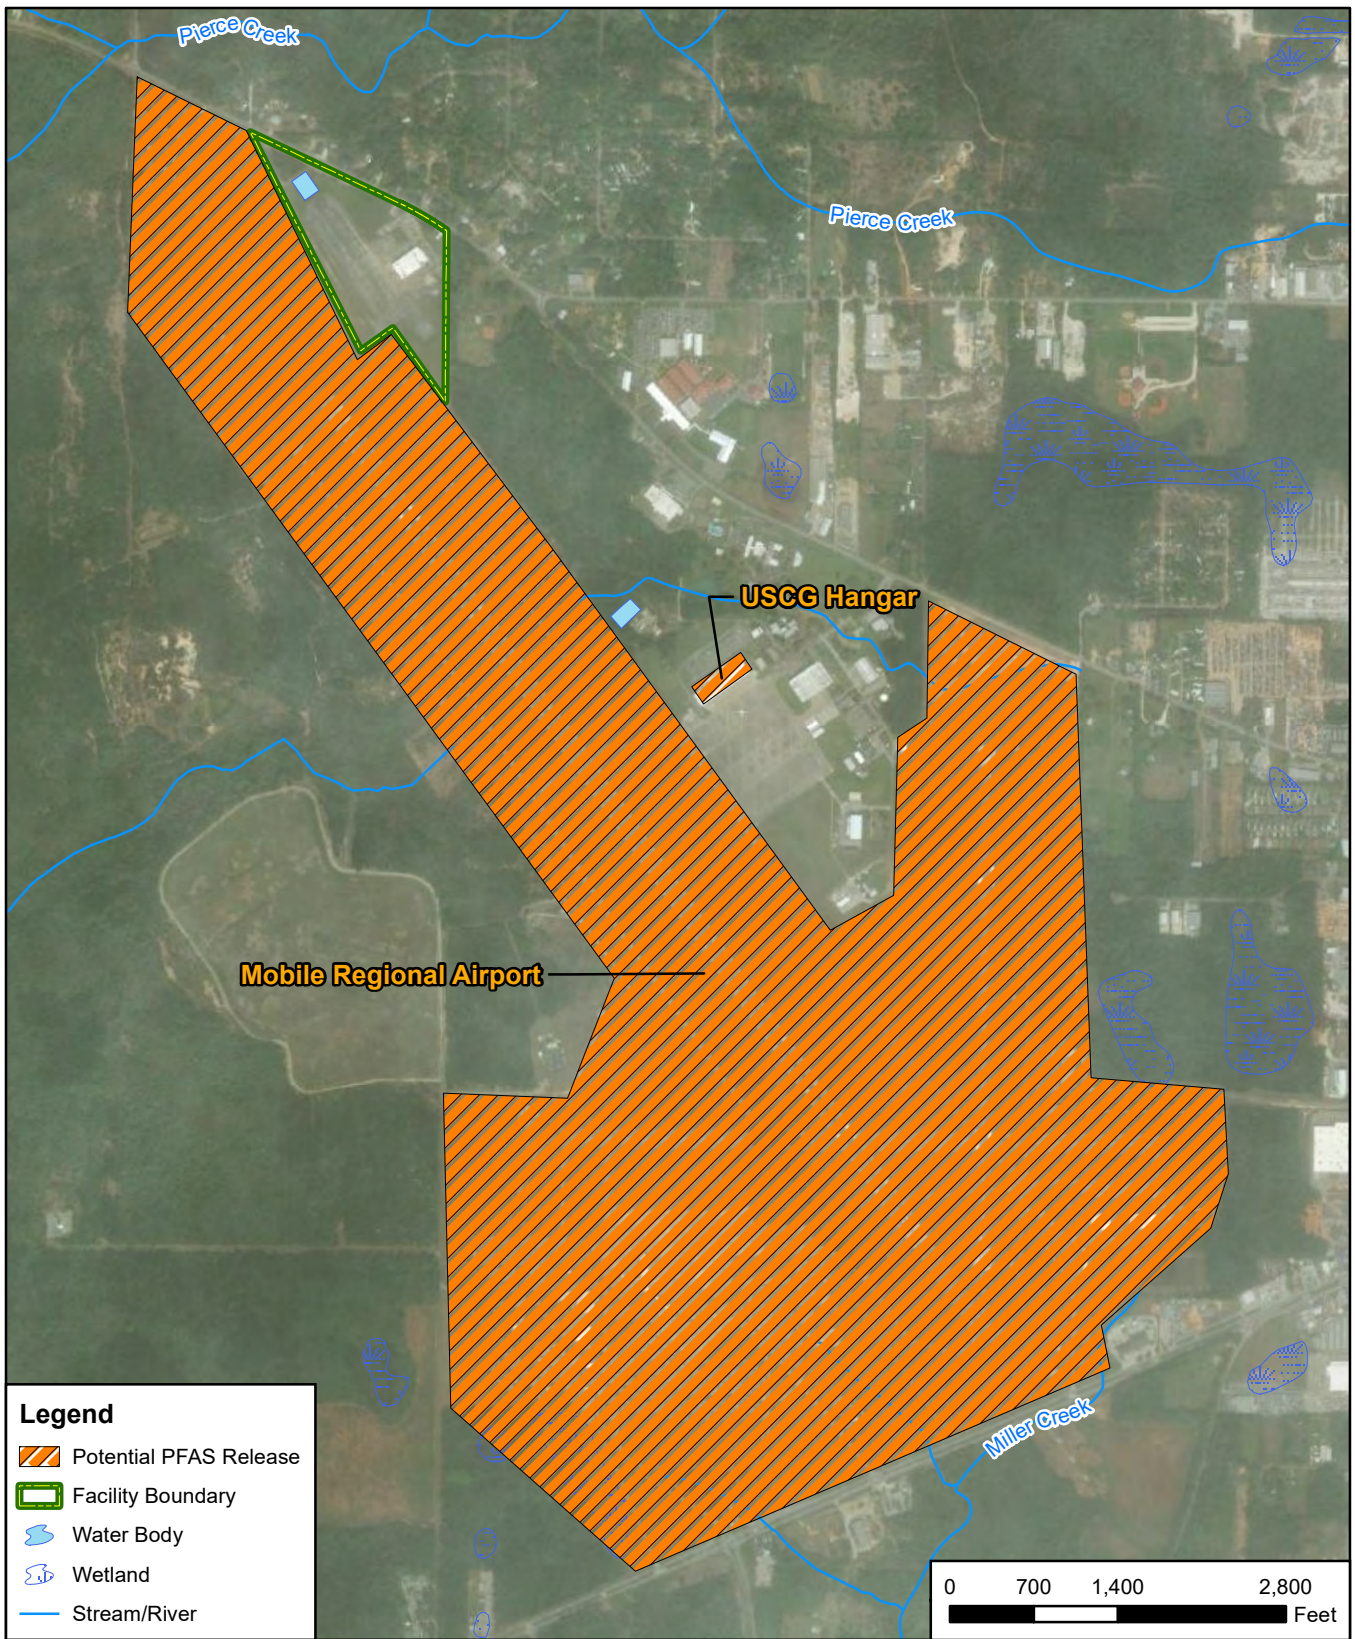 Pierce Creek
Pierce Creek
USCG Hangar
Mobile Regional Airport
Miller Creek
Legend
Potential PFAS Release
Facility Boundary
Water Body
Wetland
Stream/River
0 700 1,400 2,800
Feet